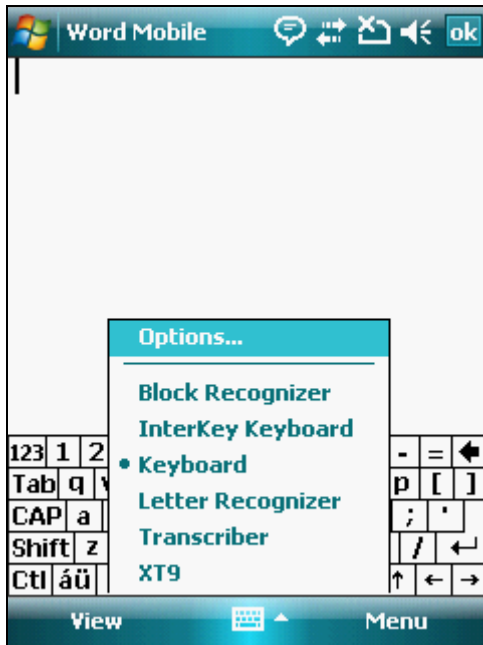 Word Mobile ok
Options...
Block Recognizer
InterKey Keyboard
Keyboard
Letter Recognizer
Transcriber
XT9
123 1 2 - =
Tab q p [ ]
CAP a ; '
Shift z /
Ctl áü ↑ ← →
View Menu